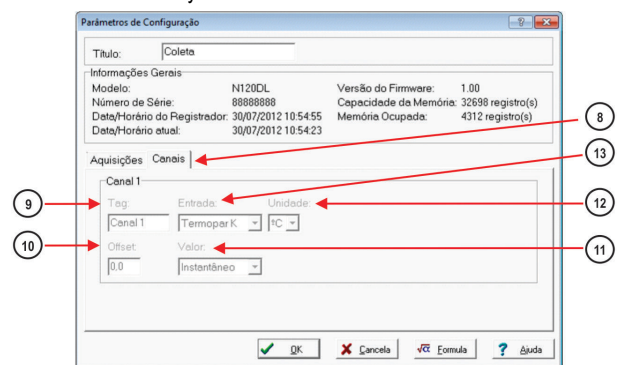 Parâmetros de Configuração
Título: Coleta
Informações Gerais
Modelo: N120DL Versão do Firmware: 1.00
Número de Série: 88888888 Capacidade da Memória: 32698 registro(s)
Data/Horário do Registrador: 30/07/2012 10:54:55 Memória Ocupada: 4312 registro(s)
Data/Horário atual: 30/07/2012 10:54:23
8
Aquisições Canais
13
Canal 1
9 Tag: Entrada: Unidade: 12
Canal 1 Termopar K ºC
10 Offset: Valor: 11
0,0 Instantâneo
OK Cancela √α Formula ? Ajuda